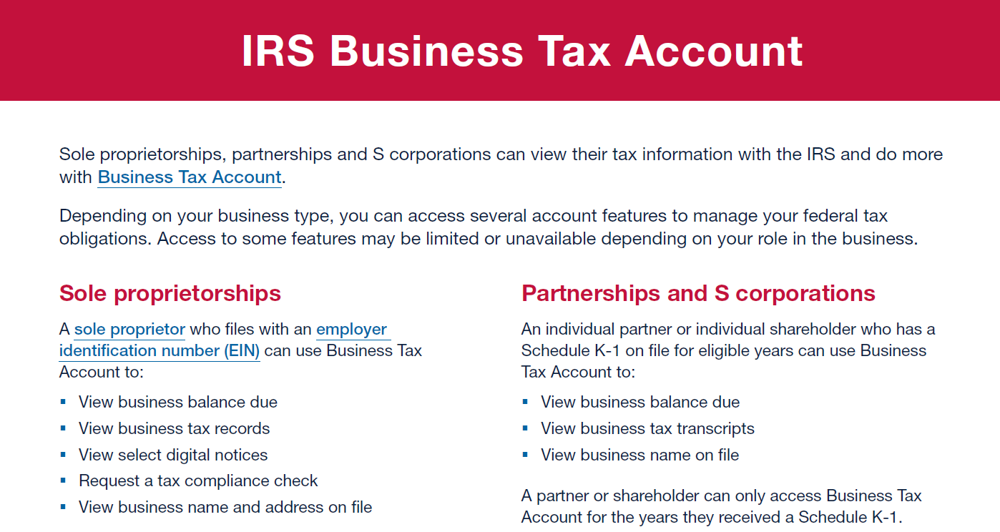 IRS Business Tax Account
Sole proprietorships, partnerships and S corporations can view their tax information with the IRS and do more
with Business Tax Account.
Depending on your business type, you can access several account features to manage your federal tax
obligations. Access to some features may be limited or unavailable depending on your role in the business.
Sole proprietorships
A sole proprietor who files with an employer
identification number (EIN) can use Business Tax
Account to:
▪ View business balance due
▪ View business tax records
▪ View select digital notices
▪ Request a tax compliance check
▪ View business name and address on file
Partnerships and S corporations
An individual partner or individual shareholder who has a
Schedule K-1 on file for eligible years can use Business
Tax Account to:
▪ View business balance due
▪ View business tax transcripts
▪ View business name on file
A partner or shareholder can only access Business Tax
Account for the years they received a Schedule K-1.